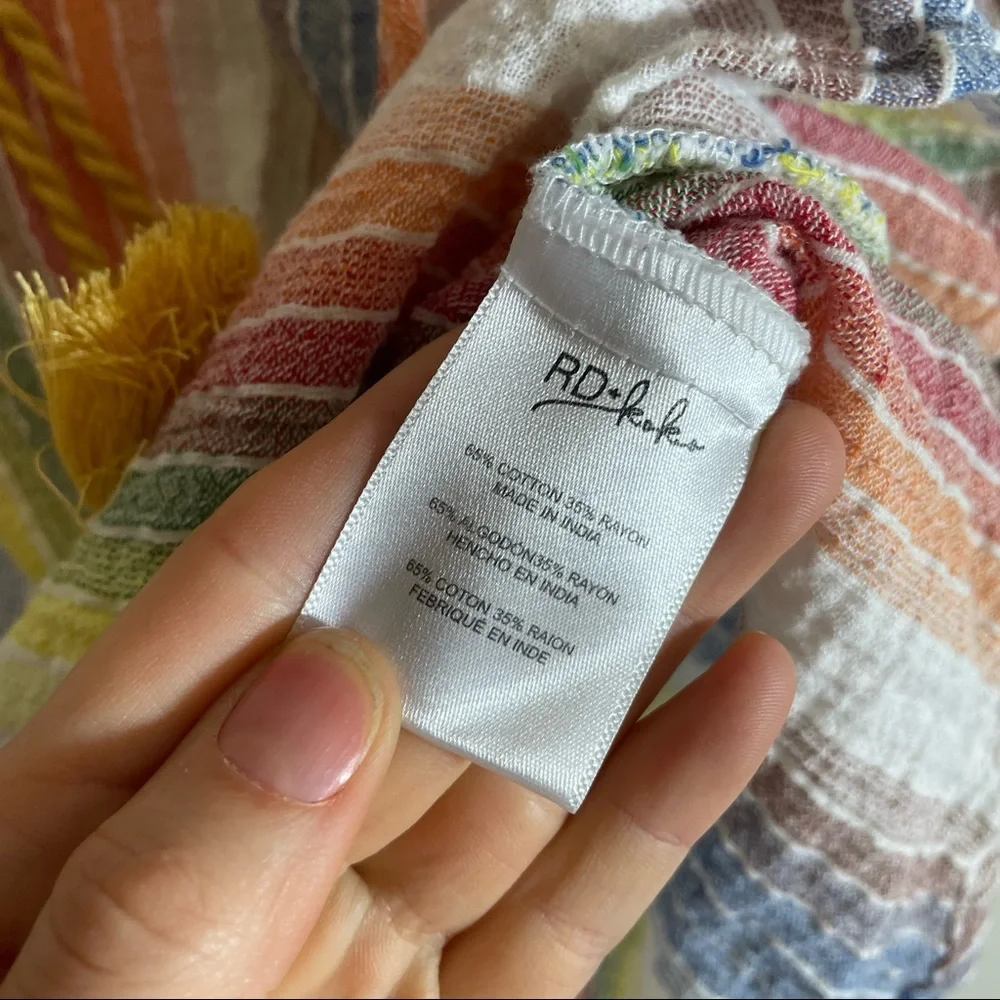 RD+koko
65% COTTON 35% RAYON
MADE IN INDIA
65% ALGODÓN35% RAYON
HENCHO EN INDIA
65% COTON 35% RAION
FEBRIQUÉ EN INDE